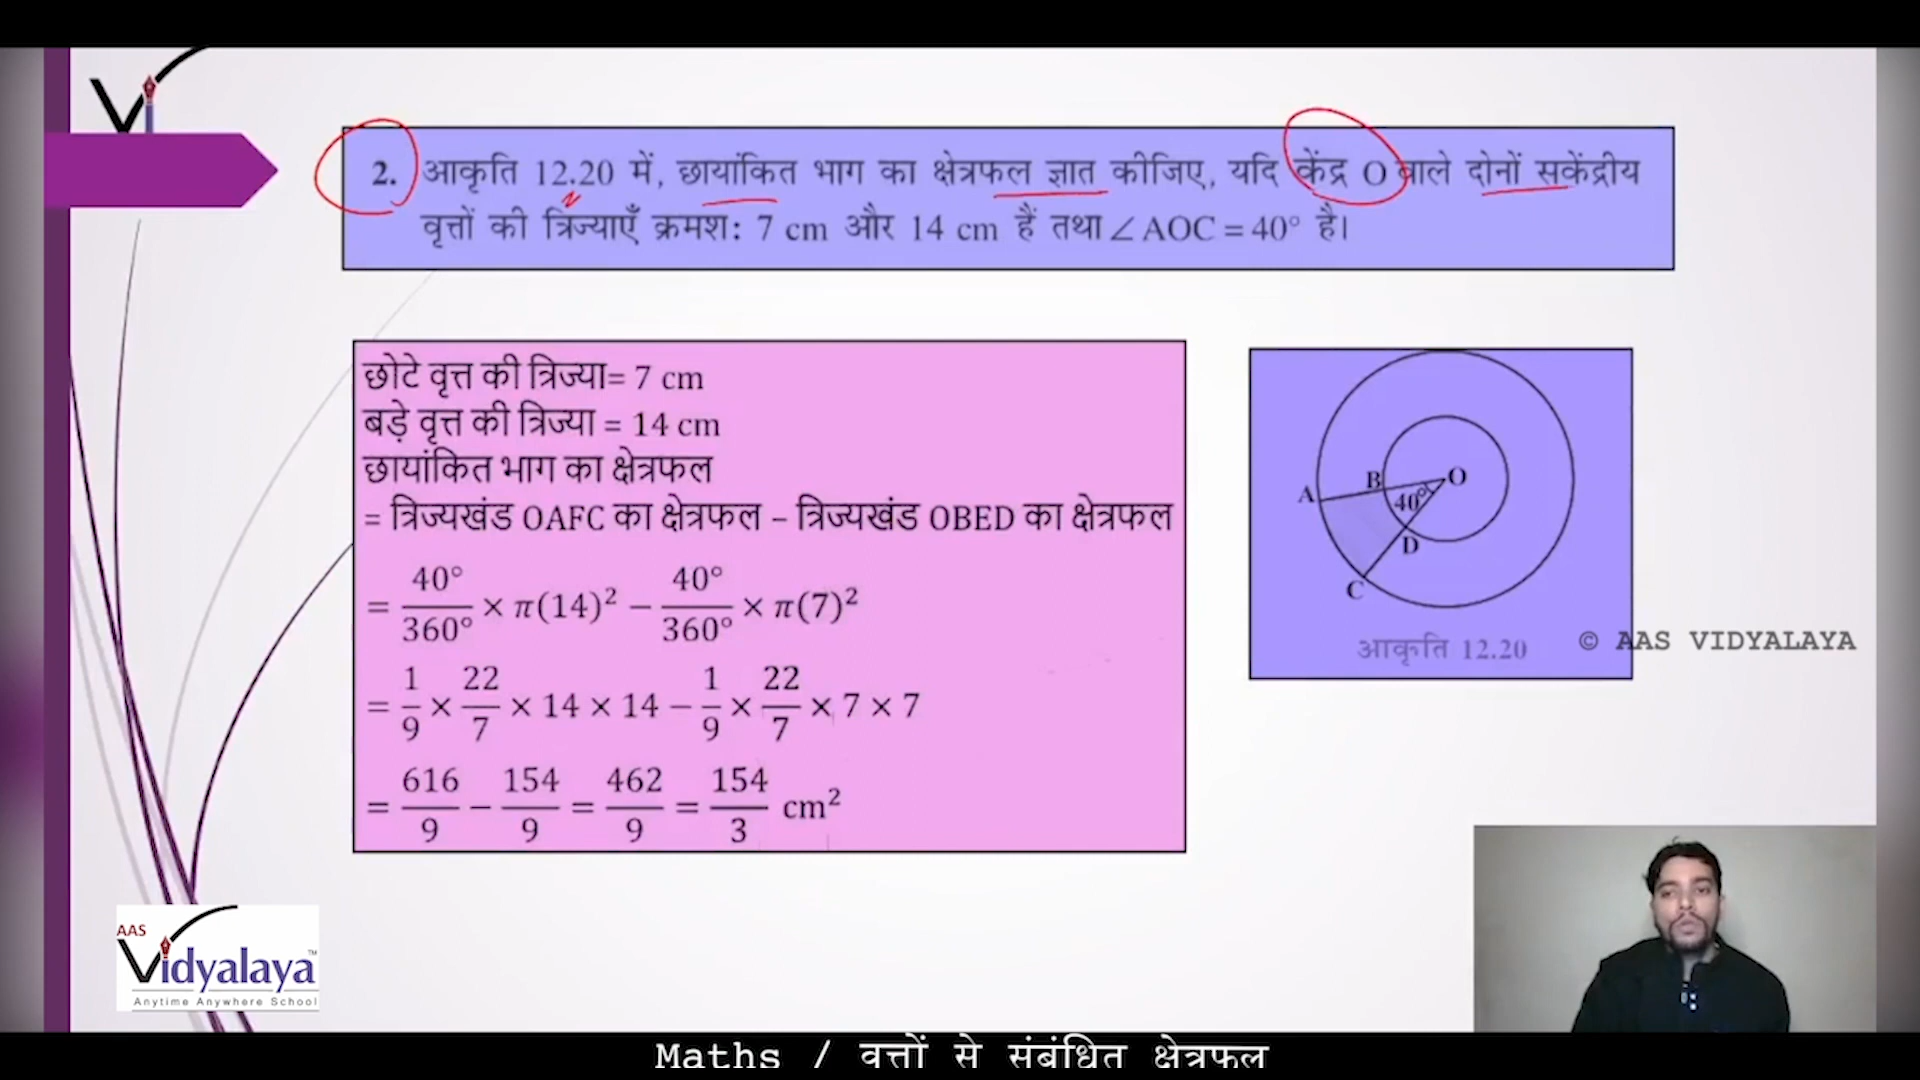 2. आकृति 12.20 में, छायांकित भाग का क्षेत्रफल ज्ञात कीजिए, यदि केंद्र O वाले दोनों सकेंद्रीय
वृत्तों की त्रिज्याएँ क्रमश: 7 cm और 14 cm हैं तथा ∠AOC = 40° है।
छोटे वृत्त की त्रिज्या= 7 cm
बड़े वृत्त की त्रिज्या = 14 cm
छायांकित भाग का क्षेत्रफल
= त्रिज्यखंड OAFC का क्षेत्रफल – त्रिज्यखंड OBED का क्षेत्रफल
= 40°/360° × π(14)² − 40°/360° × π(7)²
= 1/9 × 22/7 × 14 × 14 − 1/9 × 22/7 × 7 × 7
= 616/9 − 154/9 = 462/9 = 154/3 cm²
B
O
A
40°
D
C
आकृति 12.20
© AAS VIDYALAYA
AAS
Vidyalaya™
Anytime Anywhere School
Maths / वत्तों से संबंधित क्षेत्रफल